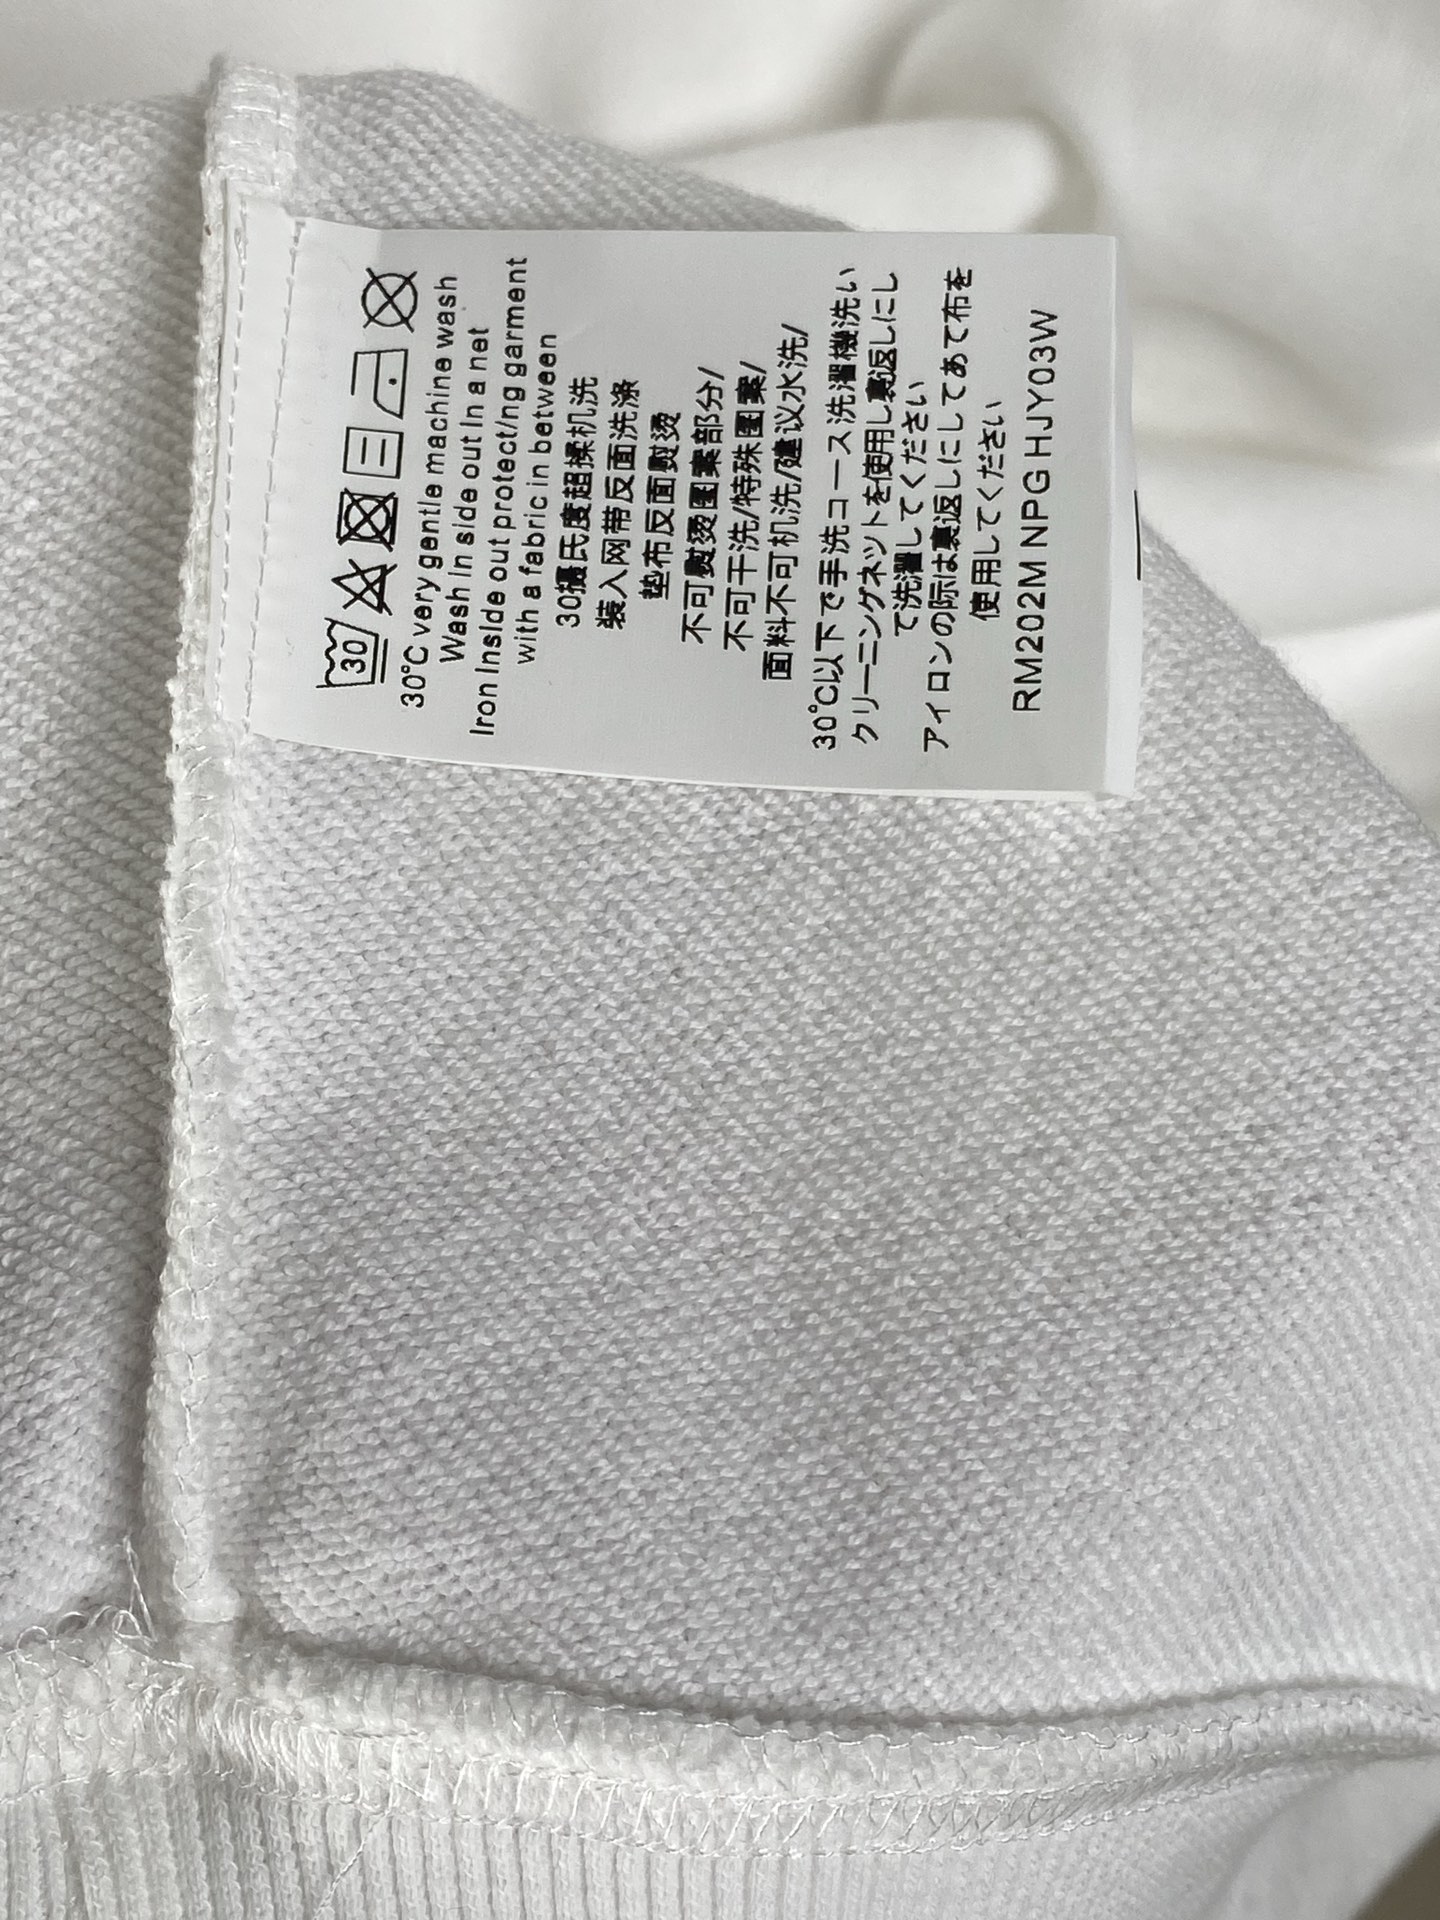 30
30°C very gentle machine wash
Wash in side out in a net
Iron Inside out protect/ng garment
with a fabric in between
30攝氏度超揉机洗
装入网带反面洗涤
垫布反面熨烫
不可熨烫图案部分/
不可干洗/特殊图案/
面料不可机洗/建议水洗/
30°C以下で手洗コース洗濯機洗い
クリーニングネットを使用し裏返しにし
て洗濯してください
アイロンの际は裏返しにしてあて布を
使用してください
RM202M NPG HJY03W